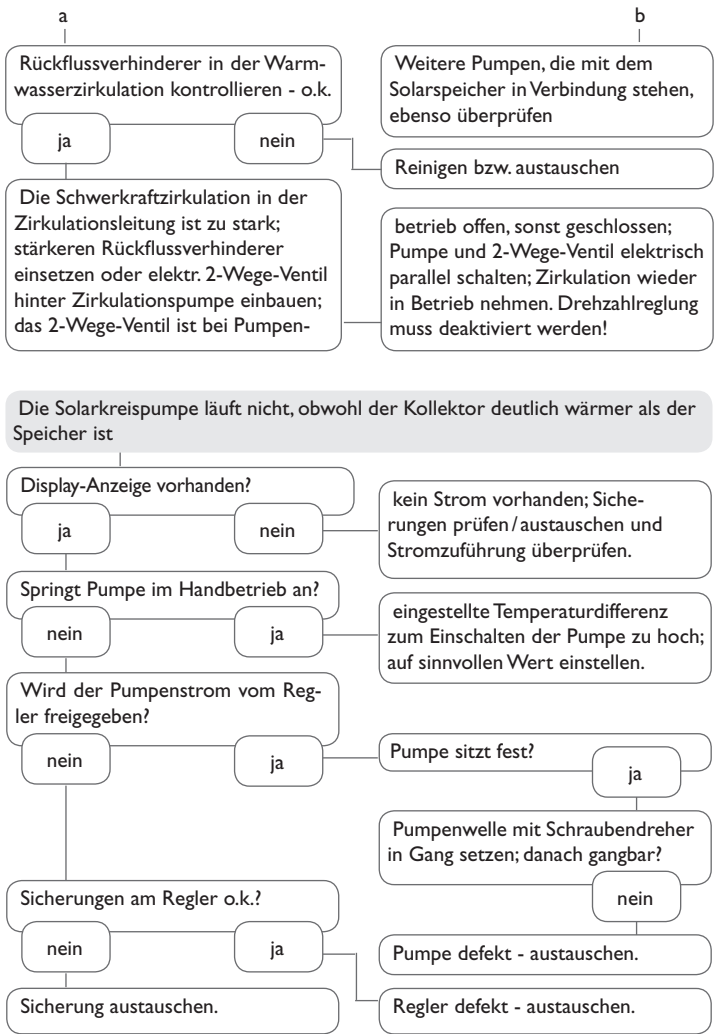 a
b
Rückflussverhinderer in der Warm-
wasserzirkulation kontrollieren - o.k.
ja
nein
Weitere Pumpen, die mit dem
Solarspeicher in Verbindung stehen,
ebenso überprüfen
Reinigen bzw. austauschen
Die Schwerkraftzirkulation in der
Zirkulationsleitung ist zu stark;
stärkeren Rückflussverhinderer
einsetzen oder elektr. 2-Wege-Ventil
hinter Zirkulationspumpe einbauen;
das 2-Wege-Ventil ist bei Pumpen-
betrieb offen, sonst geschlossen;
Pumpe und 2-Wege-Ventil elektrisch
parallel schalten; Zirkulation wieder
in Betrieb nehmen. Drehzahlreglung
muss deaktiviert werden!
Die Solarkreispumpe läuft nicht, obwohl der Kollektor deutlich wärmer als der
Speicher ist
Display-Anzeige vorhanden?
ja
nein
kein Strom vorhanden; Siche-
rungen prüfen/austauschen und
Stromzuführung überprüfen.
Springt Pumpe im Handbetrieb an?
nein
ja
eingestellte Temperaturdifferenz
zum Einschalten der Pumpe zu hoch;
auf sinnvollen Wert einstellen.
Wird der Pumpenstrom vom Reg-
ler freigegeben?
nein
ja
Pumpe sitzt fest?
ja
Pumpenwelle mit Schraubendreher
in Gang setzen; danach gangbar?
nein
Pumpe defekt - austauschen.
Sicherungen am Regler o.k.?
nein
ja
Sicherung austauschen.
Regler defekt - austauschen.